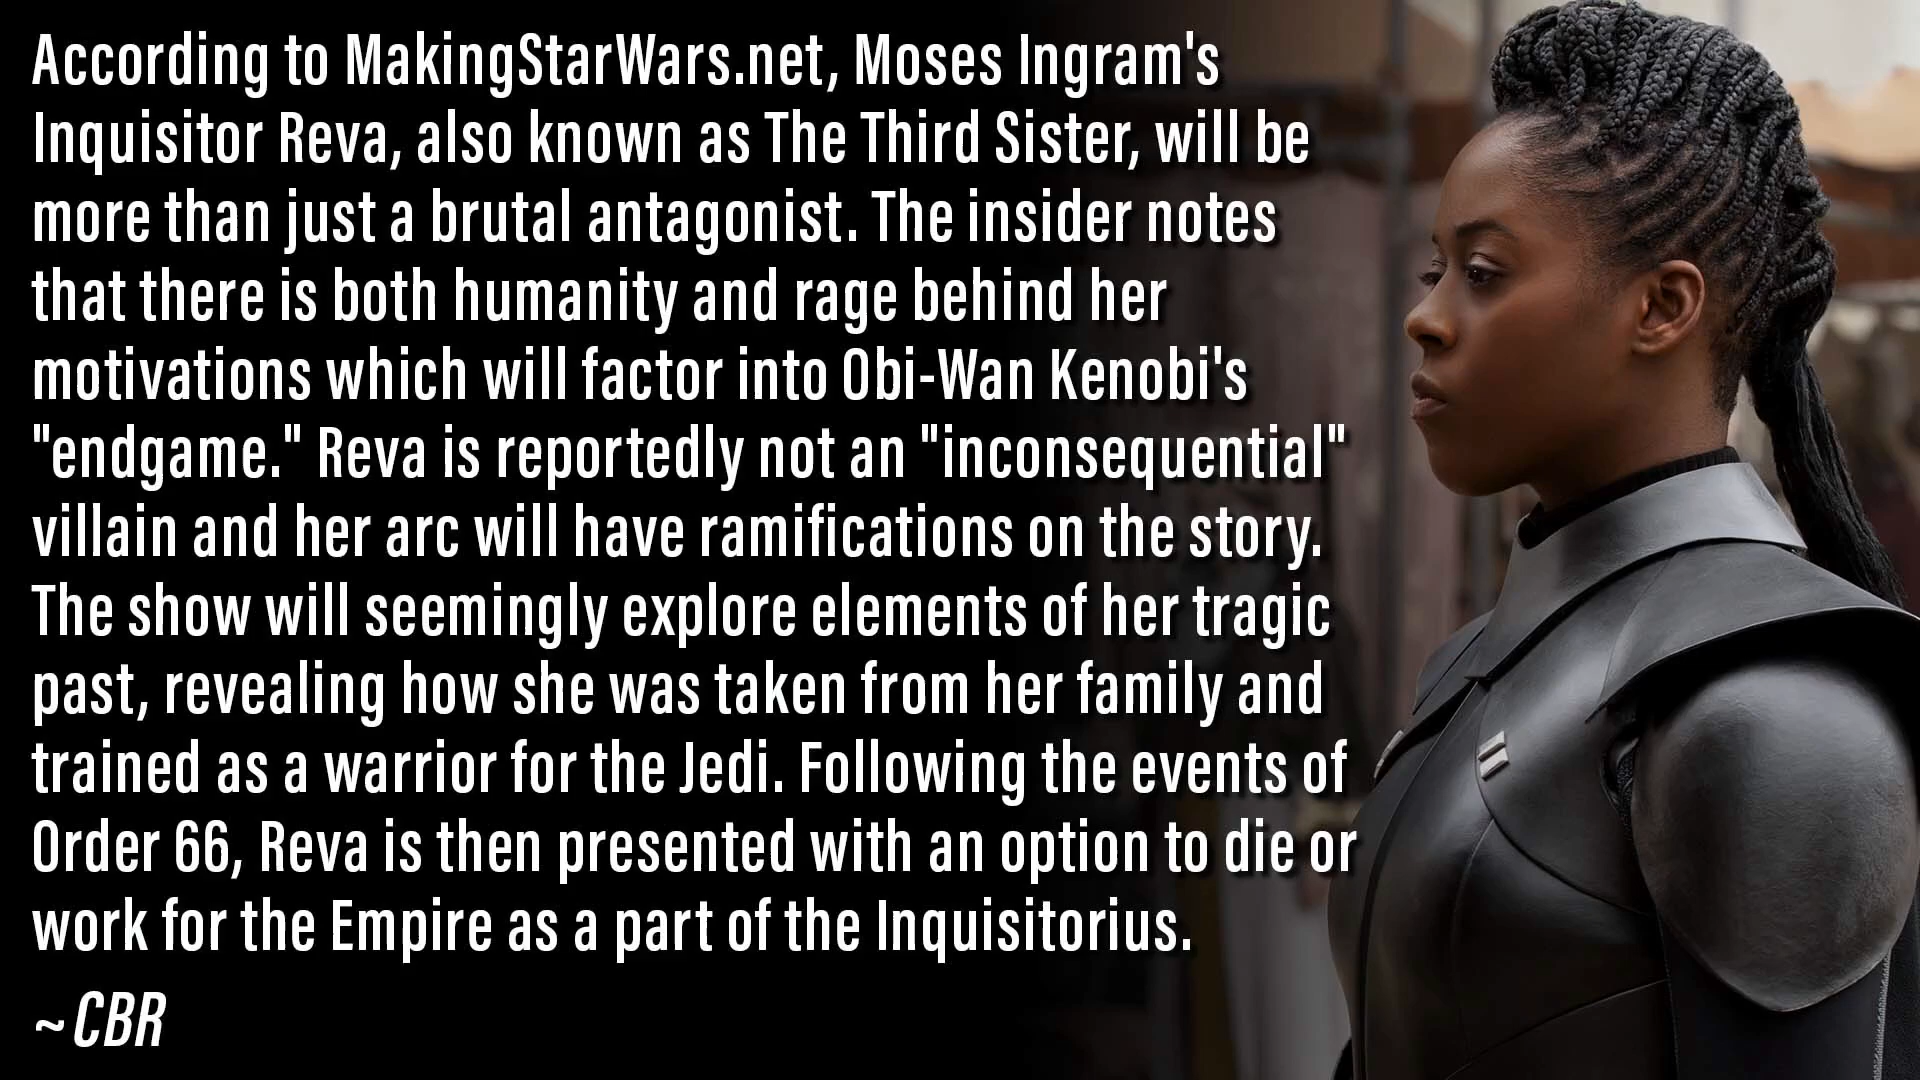 According to MakingStarWars.net, Moses Ingram's
Inquisitor Reva, also known as The Third Sister, will be
more than just a brutal antagonist. The insider notes
that there is both humanity and rage behind her
motivations which will factor into Obi-Wan Kenobi's
"endgame." Reva is reportedly not an "inconsequential"
villain and her arc will have ramifications on the story.
The show will seemingly explore elements of her tragic
past, revealing how she was taken from her family and
trained as a warrior for the Jedi. Following the events of
Order 66, Reva is then presented with an option to die or
work for the Empire as a part of the Inquisitorius.
~CBR